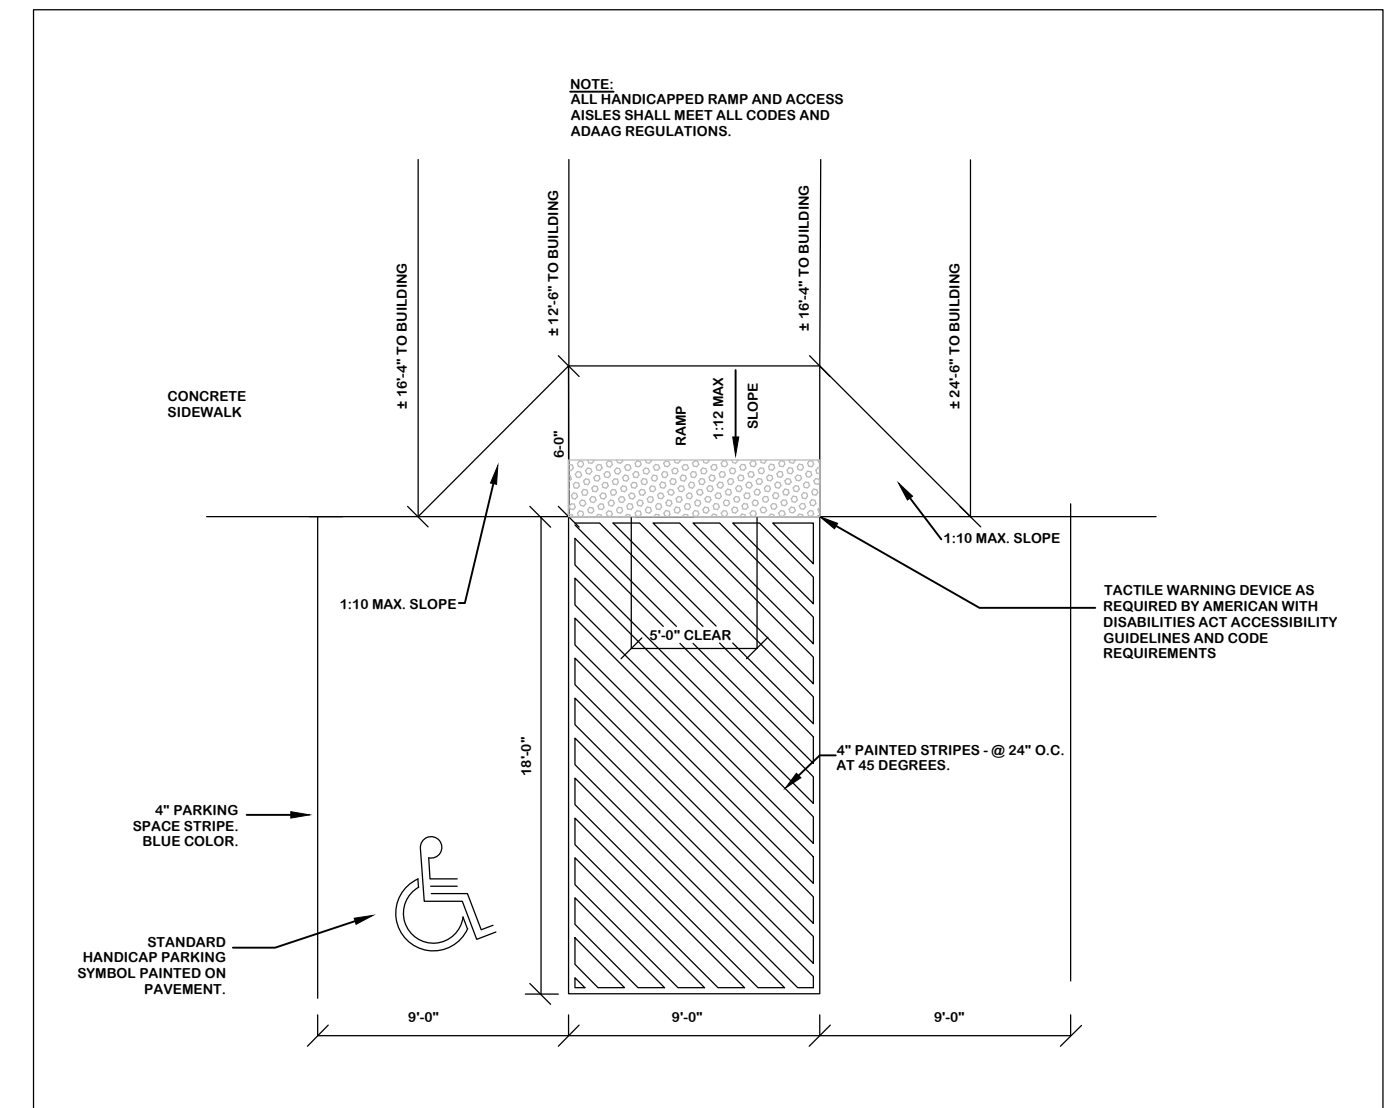 NOTE:
ALL HANDICAPPED RAMP AND ACCESS
AISLES SHALL MEET ALL CODES AND
ADAAG REGULATIONS.
± 16'-4" TO BUILDING
± 12'-6" TO BUILDING
± 16'-4" TO BUILDING
± 24'-6" TO BUILDING
CONCRETE
SIDEWALK
6-0"
RAMP
1:12 MAX
SLOPE
1:10 MAX. SLOPE
1:10 MAX. SLOPE
TACTILE WARNING DEVICE AS
REQUIRED BY AMERICAN WITH
DISABILITIES ACT ACCESSIBILITY
GUIDELINES AND CODE
REQUIREMENTS
5'-0" CLEAR
18'-0"
4" PAINTED STRIPES - @ 24" O.C.
AT 45 DEGREES.
4" PARKING
SPACE STRIPE.
BLUE COLOR.
STANDARD
HANDICAP PARKING
SYMBOL PAINTED ON
PAVEMENT.
9'-0"
9'-0"
9'-0"